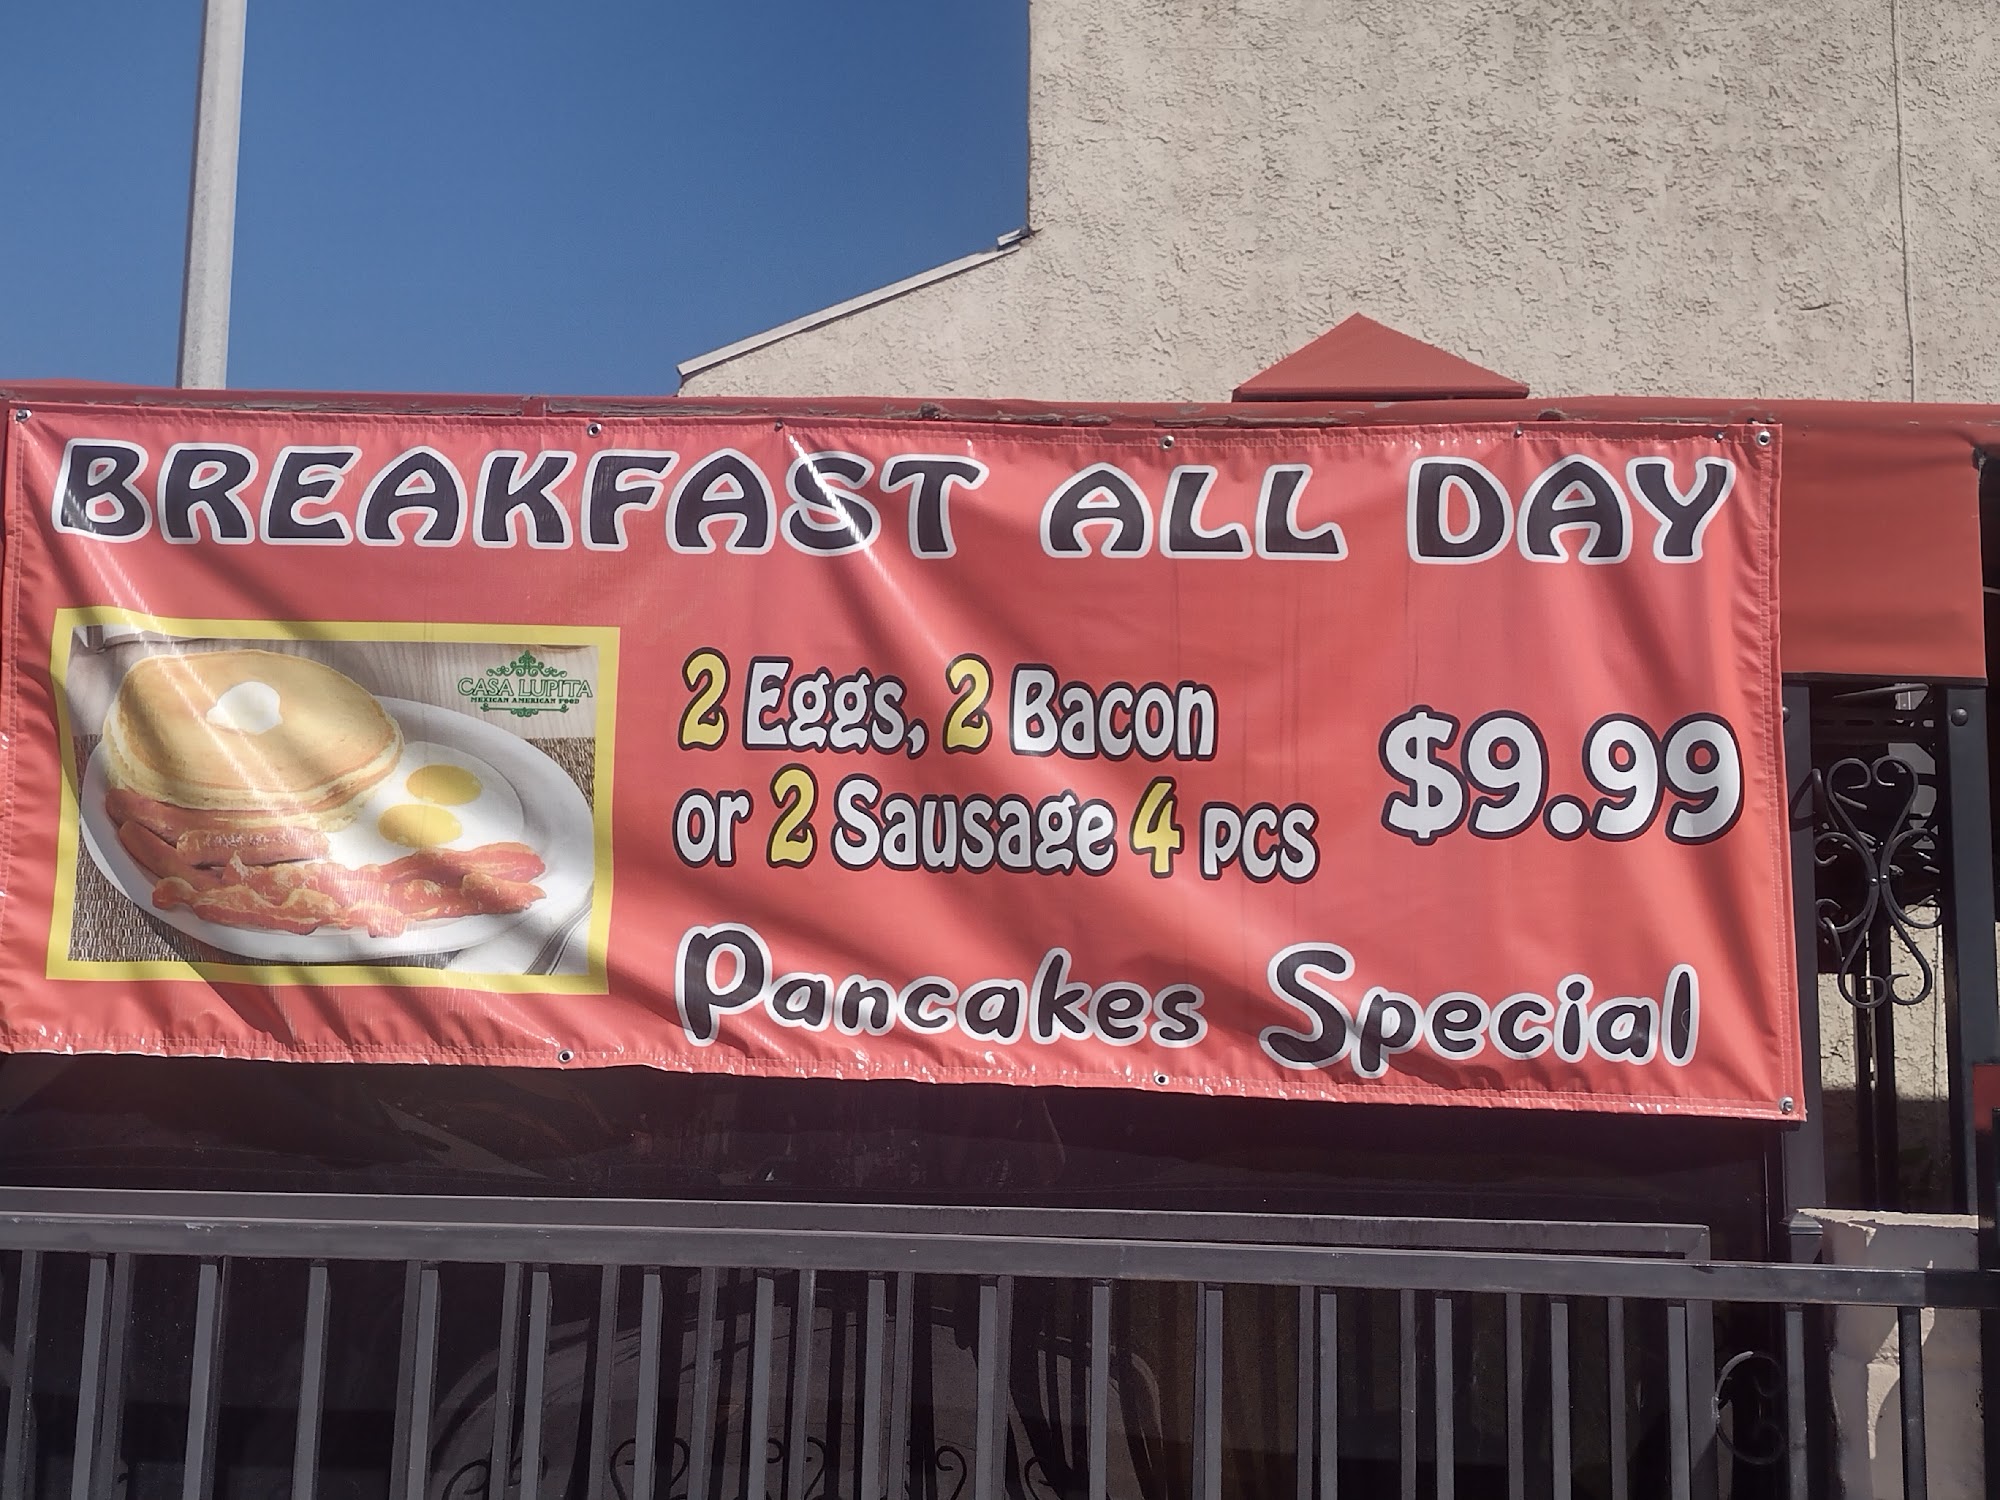 BREAKFAST ALL DAY
CASA LUPITA
MEXICAN AMERICAN FOOD
2 Eggs, 2 Bacon
or 2 Sausage 4 pcs
$9.99
Pancakes Special